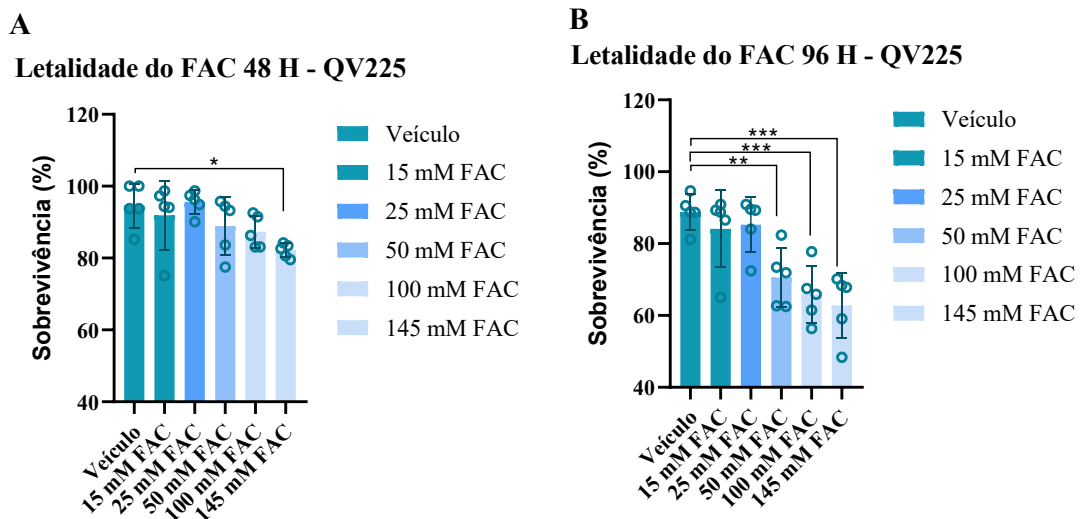 A
Letalidade do FAC 48 H - QV225
Sobrevivência (%)
120
100
80
60
40
*
Veículo
15 mM FAC
25 mM FAC
50 mM FAC
100 mM FAC
145 mM FAC
Veículo
15 mM FAC
25 mM FAC
50 mM FAC
100 mM FAC
145 mM FAC
B
Letalidade do FAC 96 H - QV225
Sobrevivência (%)
120
100
80
60
40
***
***
**
Veículo
15 mM FAC
25 mM FAC
50 mM FAC
100 mM FAC
145 mM FAC
Veículo
15 mM FAC
25 mM FAC
50 mM FAC
100 mM FAC
145 mM FAC